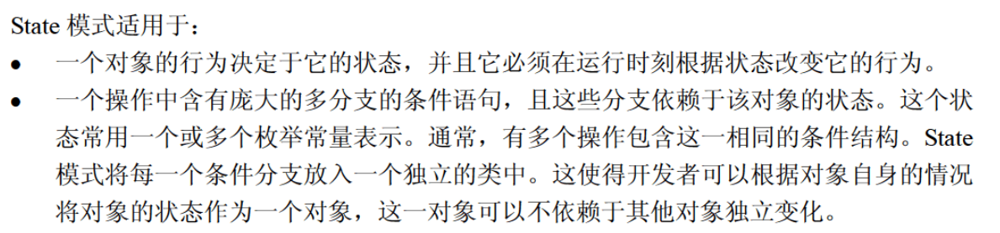 State 模式适用于：
● 一个对象的行为决定于它的状态，并且它必须在运行时刻根据状态改变它的行为。
● 一个操作中含有庞大的多分支的条件语句，且这些分支依赖于该对象的状态。这个状
态常用一个或多个枚举常量表示。通常，有多个操作包含这一相同的条件结构。State
模式将每一个条件分支放入一个独立的类中。这使得开发者可以根据对象自身的情况
将对象的状态作为一个对象，这一对象可以不依赖于其他对象独立变化。